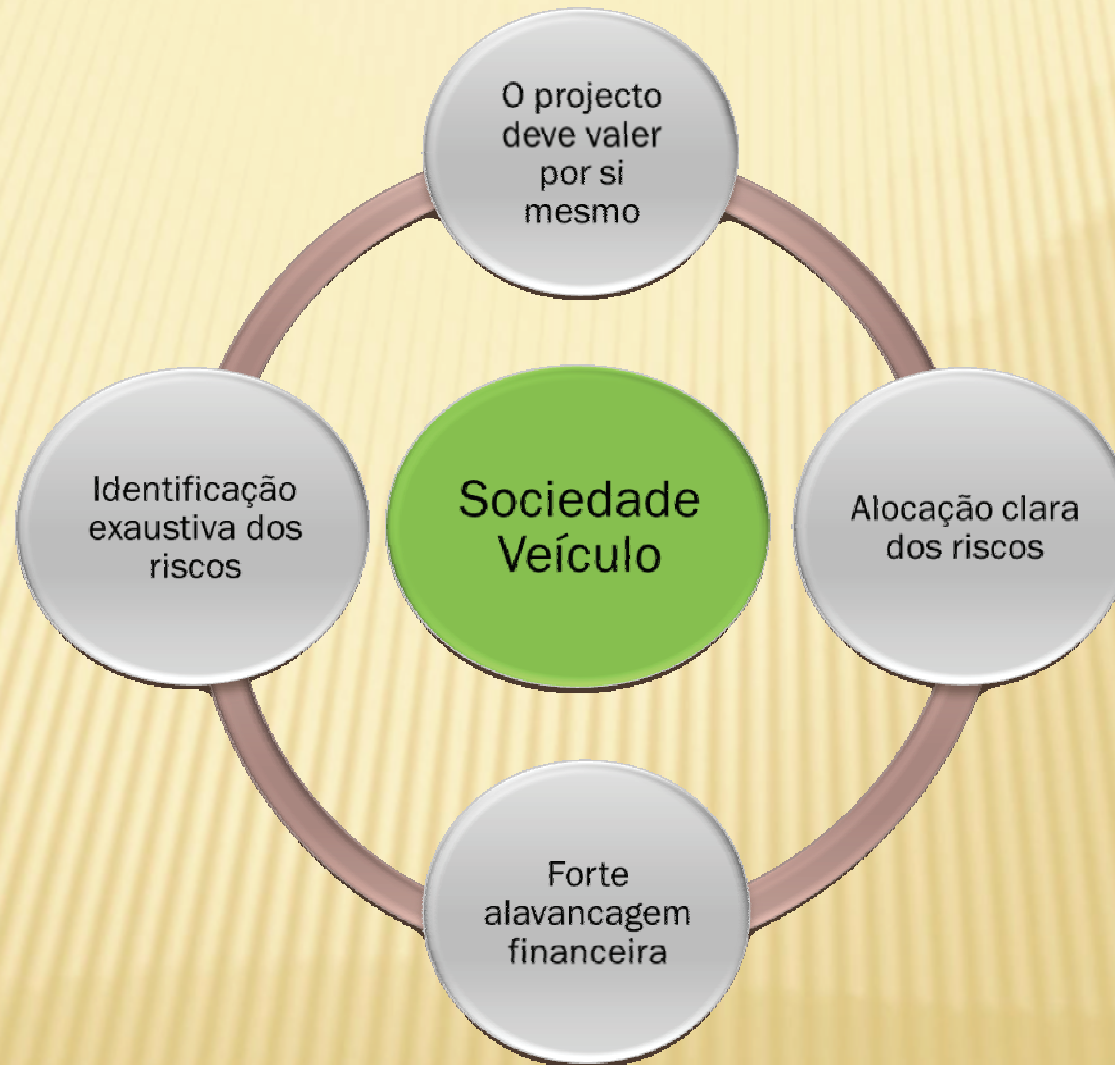 O projecto
deve valer
por si
mesmo
Identificação
exaustiva dos
riscos
Sociedade
Veículo
Alocação clara
dos riscos
Forte
alavancagem
financeira